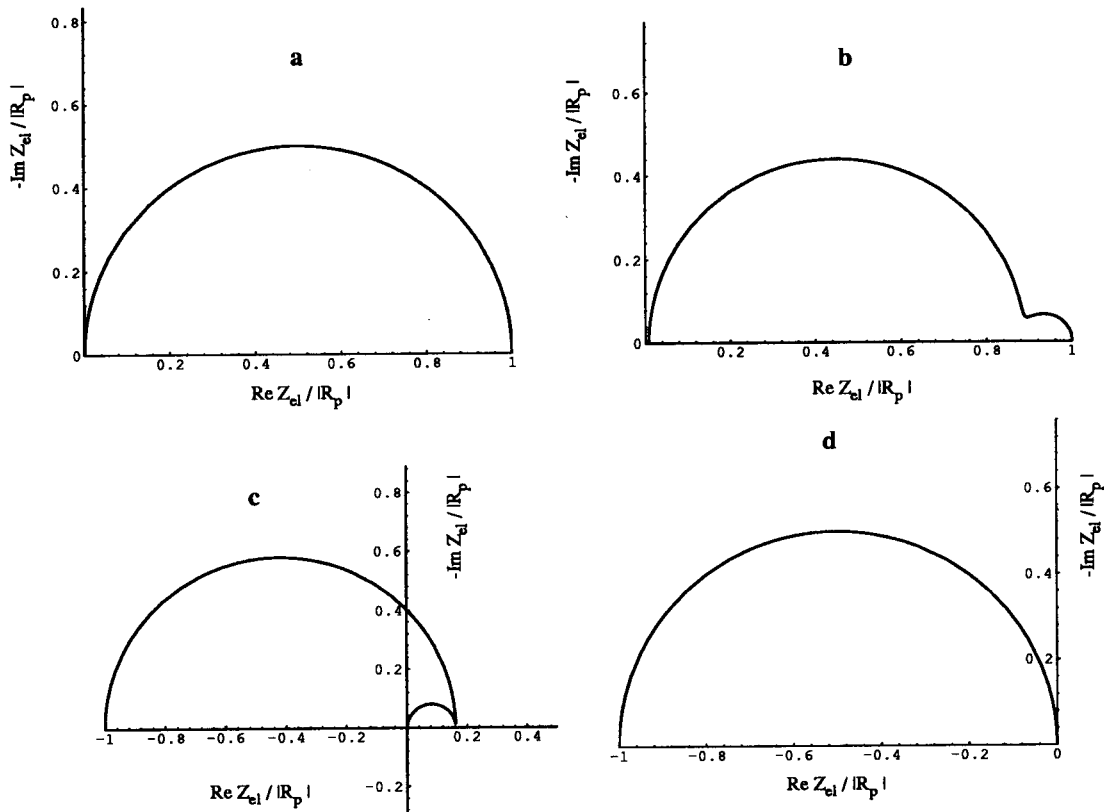 a
-Im Z_el / |R_p|
0.8
0.6
0.4
0.2
0
0.2 0.4 0.6 0.8 1
Re Z_el / |R_p|
b
-Im Z_el / |R_p|
0.6
0.4
0.2
0
0.2 0.4 0.6 0.8 1
Re Z_el / |R_p|
c
-Im Z_el / |R_p|
0.8
0.6
0.4
0.2
-1 -0.8 -0.6 -0.4 -0.2 0 0.2 0.4
-0.2
Re Z_el / |R_p|
d
-Im Z_el / |R_p|
0.6
0.4
0.2
-1 -0.8 -0.6 -0.4 -0.2 0
Re Z_el / |R_p|